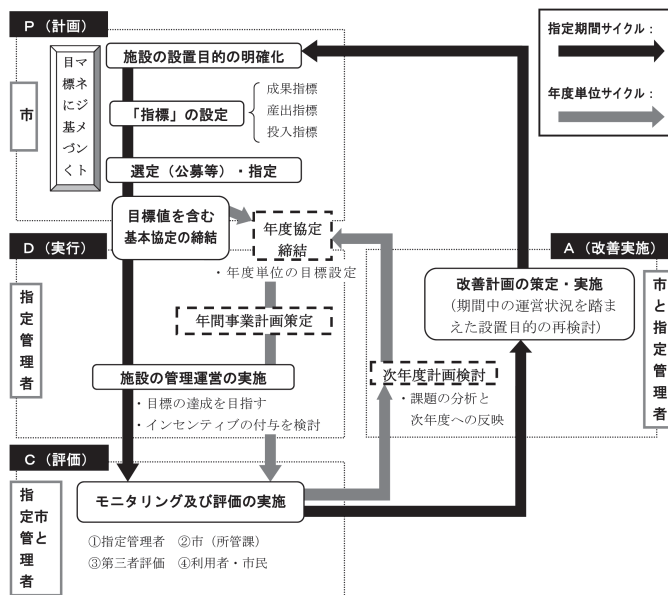 P（計画）
市
目標によるマネジメントに基づく
施設の設置目的の明確化
「指標」の設定
成果指標
産出指標
投入指標
選定（公募等）・指定
目標値を含む
基本協定の締結
指定期間サイクル：
年度単位サイクル：
D（実行）
指定管理者
年度協定
締結
・年度単位の目標設定
年間事業計画策定
施設の管理運営の実施
・目標の達成を目指す
・インセンティブの付与を検討
A（改善実施）
市と指定管理者
改善計画の策定・実施
（期間中の運営状況を踏ま
えた設置目的の再検討）
次年度計画検討
・課題の分析と
次年度への反映
C（評価）
市と
指定管理者
モニタリング及び評価の実施
①指定管理者　②市（所管課）
③第三者評価　④利用者・市民